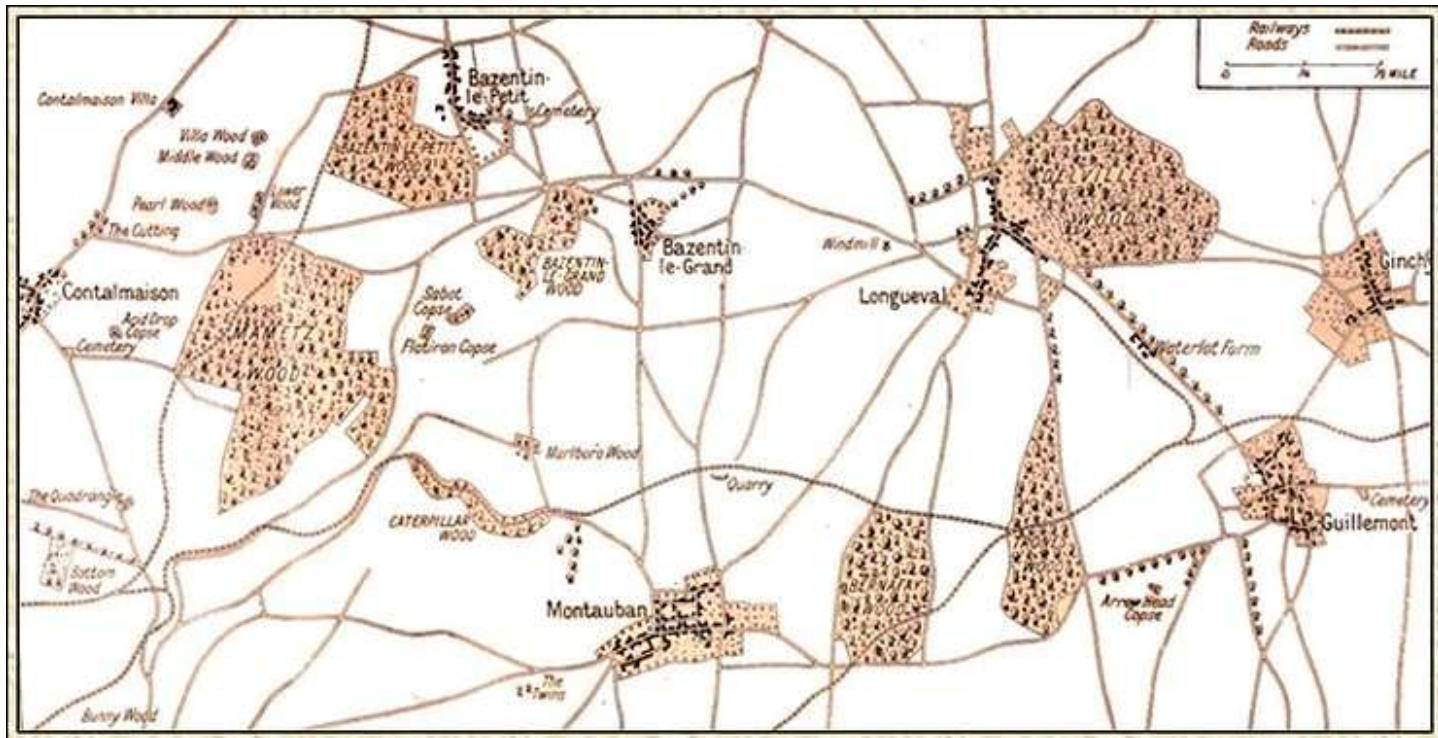 Railways
Roads
0 ¼ ½ MILE
Contalmaison Villa
Bazentin-
le-Petit
Cemetery
Villa Wood
Middle Wood
BAZENTIN-LE-PETIT
WOOD
Lower
Wood
Pearl Wood
The Cutting
DELVILLE
WOOD
Windmill
Bazentin-
le-Grand
BAZENTIN-
LE-GRAND
WOOD
Ginchy
Contalmaison
Longueval
Sabot
Copse
Acid Drop
Copse
Cemetery
Flatiron Copse
MAMETZ
WOOD
Waterlot Farm
Marlboro Wood
Quarry
The Quadrangle
Cemetery
CATERPILLAR
WOOD
Guillemont
Bottom
Wood
BERNAFAY
WOOD
Montauban
Arrow Head
Copse
The
Twins
Bunny Wood